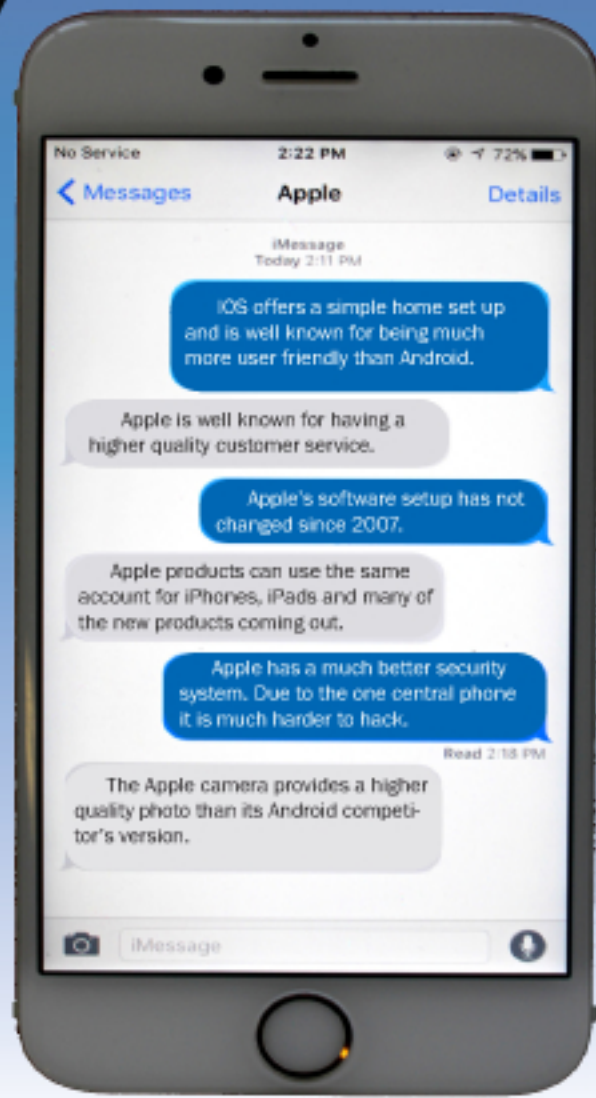 No Service 2:22 PM 72%
Messages Apple Details
iMessage
Today 2:11 PM
IOS offers a simple home set up
and is well known for being much
more user friendly than Android.
Apple is well known for having a
higher quality customer service.
Apple's software setup has not
changed since 2007.
Apple products can use the same
account for iPhones, iPads and many of
the new products coming out.
Apple has a much better security
system. Due to the one central phone
it is much harder to hack.
Read 2:18 PM
The Apple camera provides a higher
quality photo than its Android competi-
tor's version.
iMessage